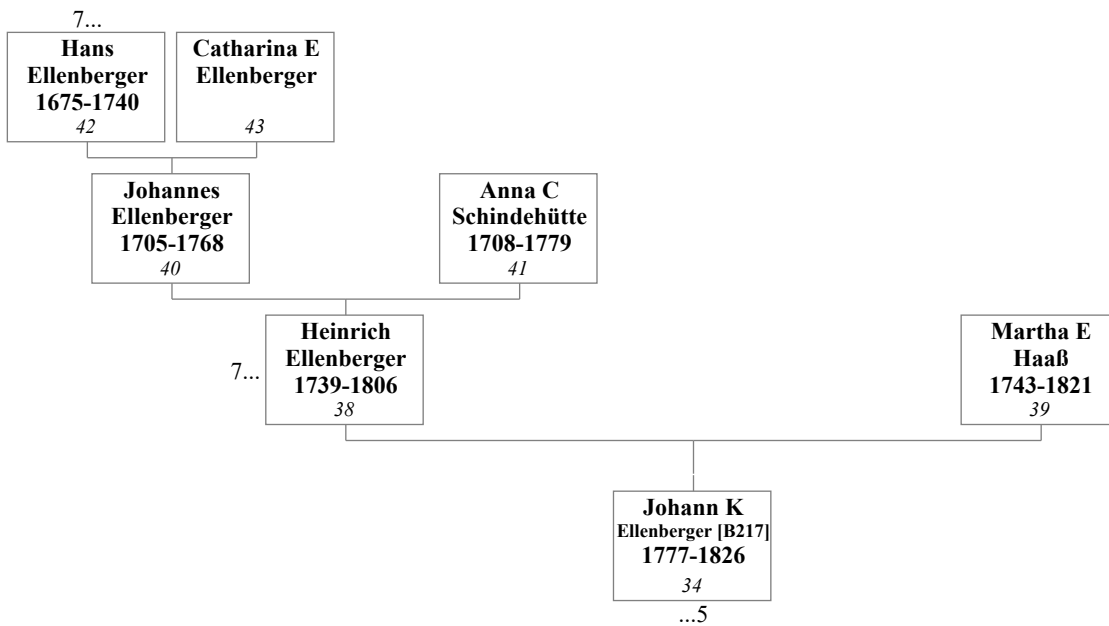 7...
Hans
Ellenberger
1675-1740
42
Catharina E
Ellenberger
43
Johannes
Ellenberger
1705-1768
40
Anna C
Schindehütte
1708-1779
41
7...
Heinrich
Ellenberger
1739-1806
38
Martha E
Haaß
1743-1821
39
Johann K
Ellenberger [B217]
1777-1826
34
...5